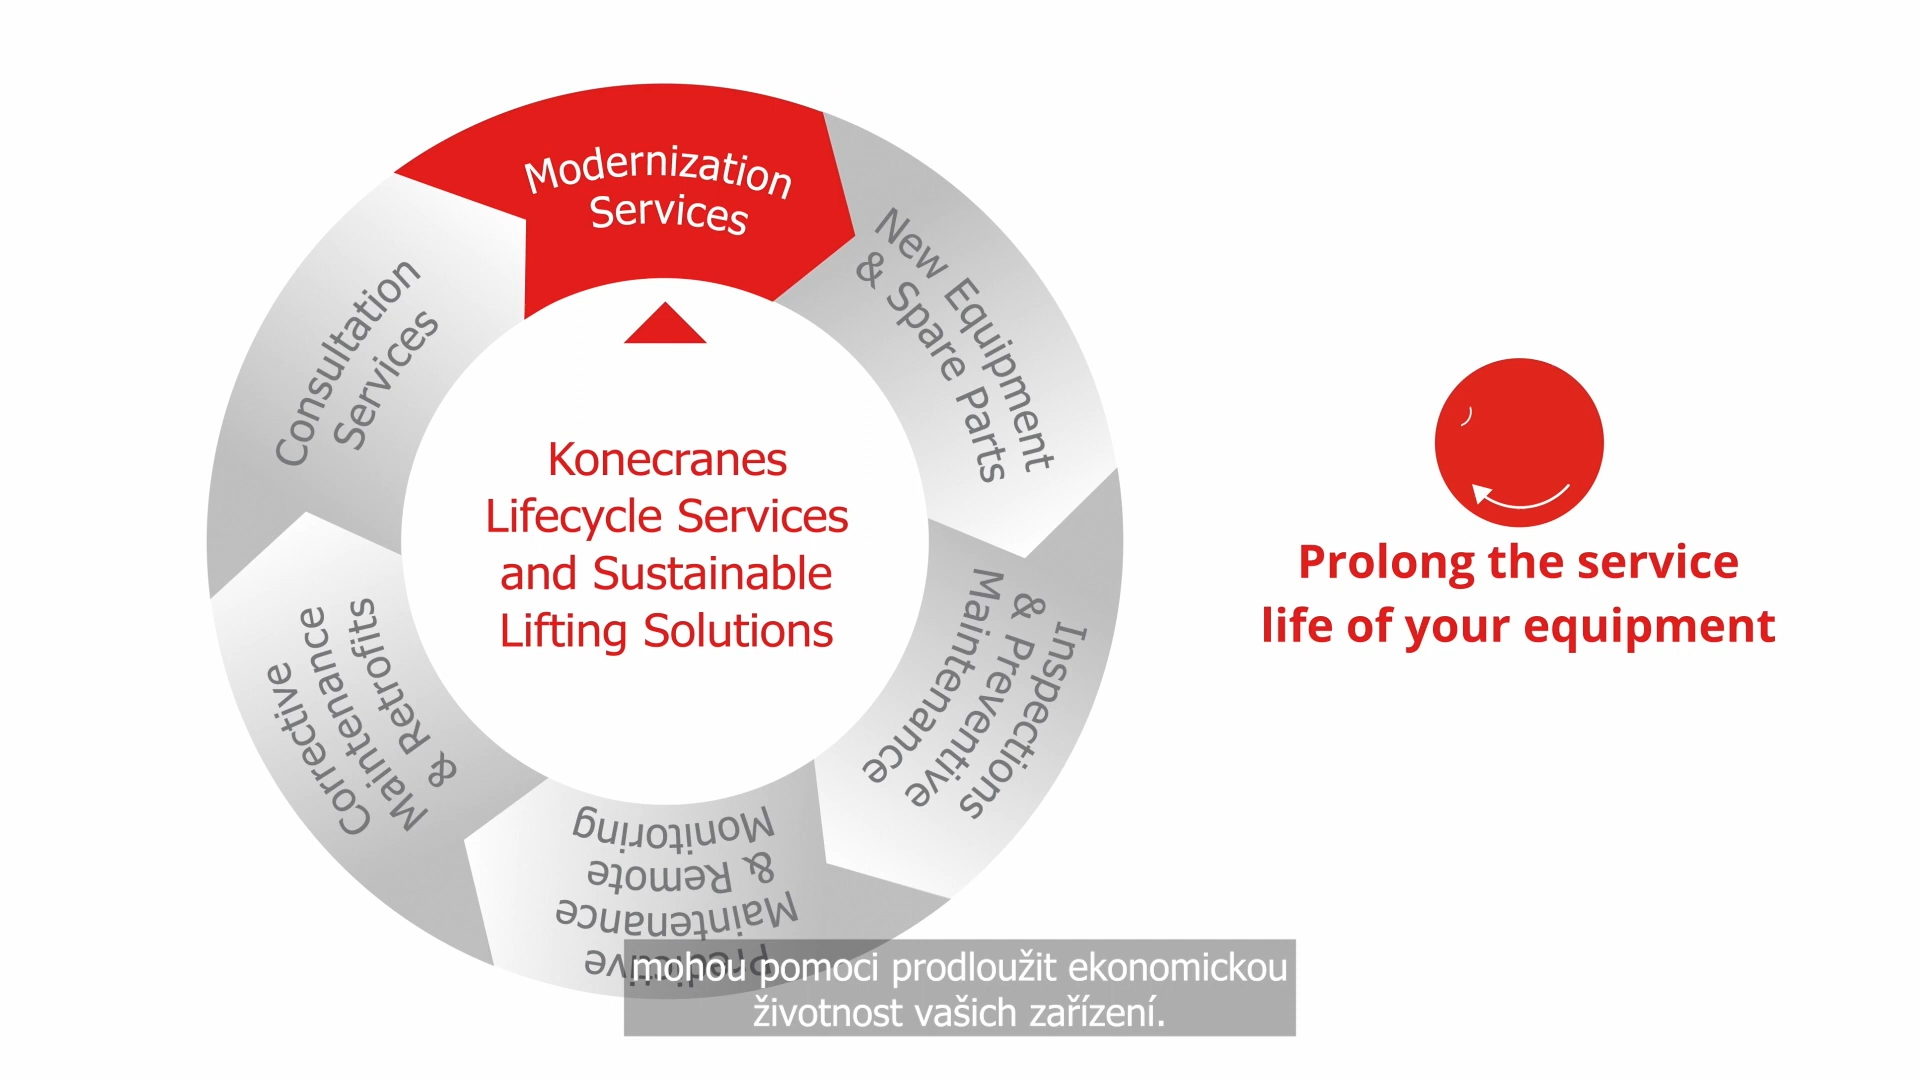 Modernization
Services
New Equipment
& Spare Parts
Inspections
& Preventive
Maintenance
Predictive
Maintenance
& Remote
Monitoring
Corrective
Maintenance
& Retrofits
Consultation
Services
Konecranes
Lifecycle Services
and Sustainable
Lifting Solutions
Prolong the service
life of your equipment
mohou pomoci prodloužit ekonomickou
životnost vašich zařízení.